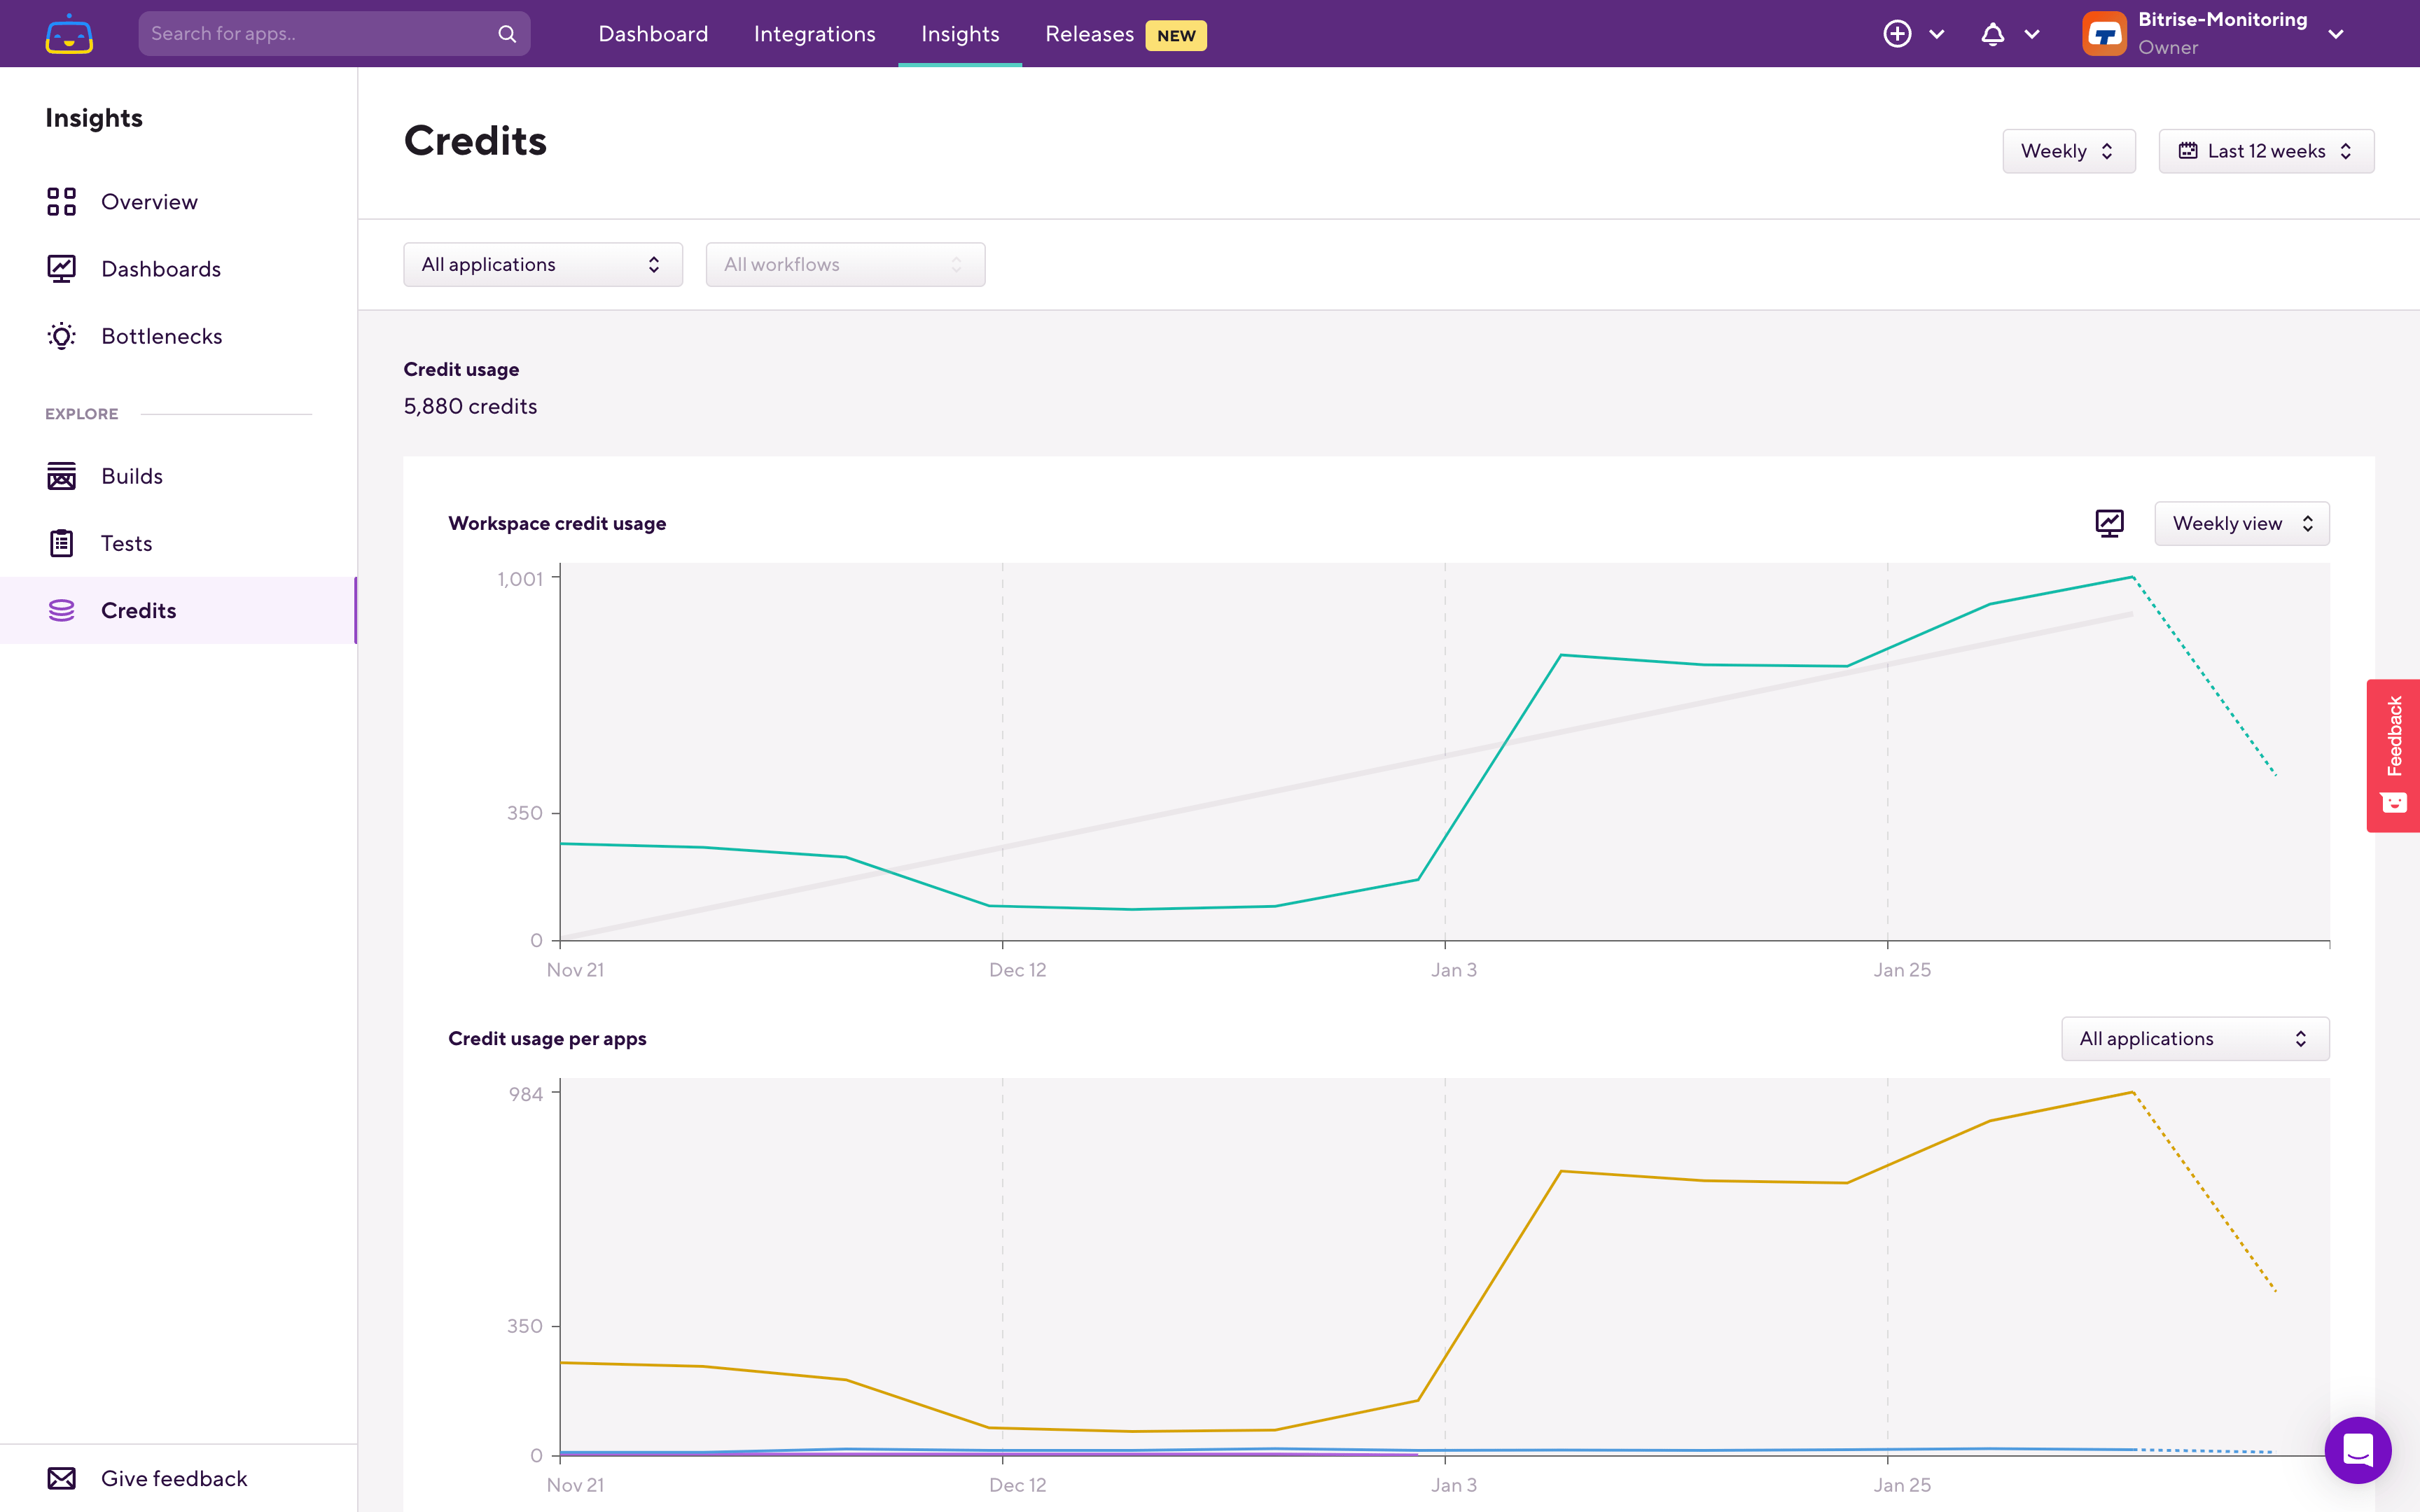 Search for apps..
Dashboard
Integrations
Insights
Releases NEW
Bitrise-Monitoring
Owner
Insights
Overview
Dashboards
Bottlenecks
EXPLORE
Builds
Tests
Credits
Give feedback
Credits
Weekly
Last 12 weeks
All applications
All workflows
Credit usage
5,880 credits
Workspace credit usage
Weekly view
1,001
350
0
Nov 21
Dec 12
Jan 3
Jan 25
Credit usage per apps
All applications
984
350
0
Nov 21
Dec 12
Jan 3
Jan 25
Feedback